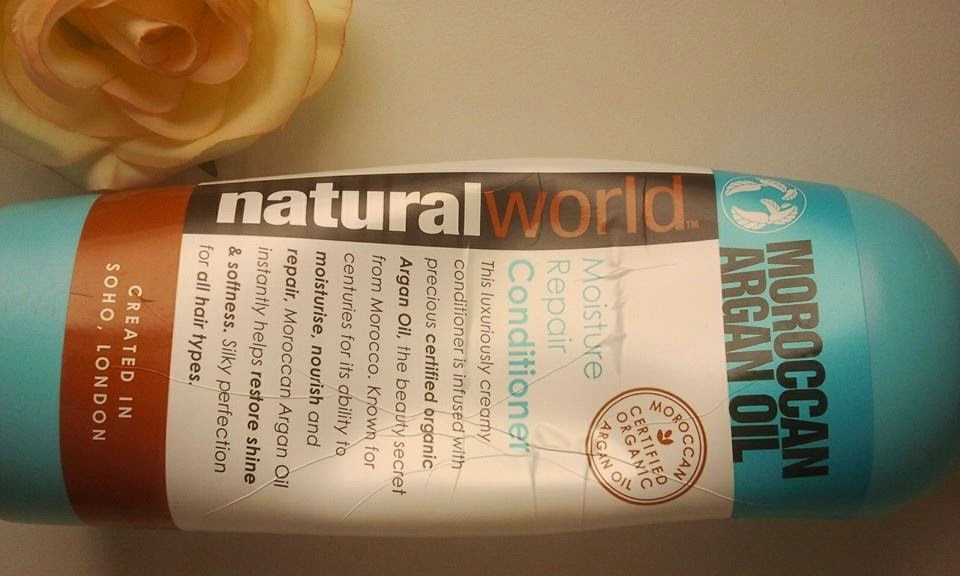 naturalworld™
MOROCCAN
ARGAN OIL
MOROCCAN
CERTIFIED
ORGANIC
ARGAN OIL
Moisture
Repair
Conditioner
This luxuriously creamy
conditioner is infused with
precious certified organic
Argan Oil, the beauty secret
from Morocco. Known for
centuries for its ability to
moisturise, nourish and
repair, Moroccan Argan Oil
instantly helps restore shine
& softness. Silky perfection
for all hair types.
CREATED IN
SOHO, LONDON